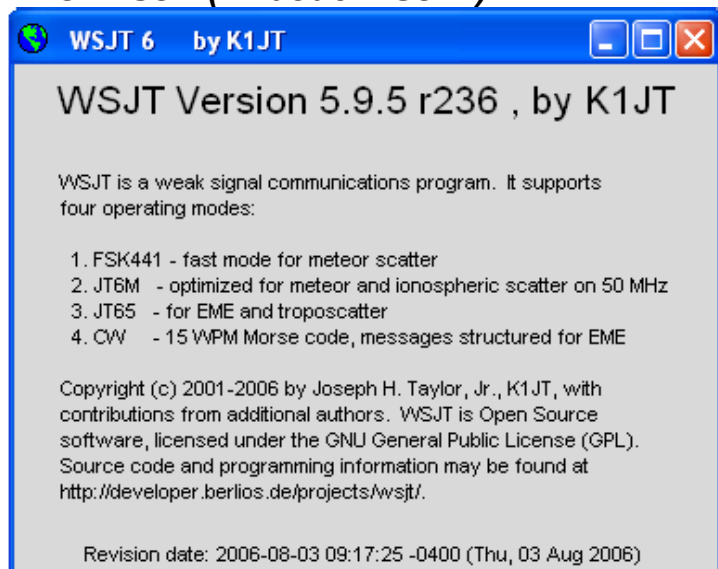 WSJT 6 by K1JT
WSJT Version 5.9.5 r236 , by K1JT
WSJT is a weak signal communications program. It supports
four operating modes:
1. FSK441 - fast mode for meteor scatter
2. JT6M - optimized for meteor and ionospheric scatter on 50 MHz
3. JT65 - for EME and troposcatter
4. CW - 15 WPM Morse code, messages structured for EME
Copyright (c) 2001-2006 by Joseph H. Taylor, Jr., K1JT, with
contributions from additional authors. WSJT is Open Source
software, licensed under the GNU General Public License (GPL).
Source code and programming information may be found at
http://developer.berlios.de/projects/wsjt/.
Revision date: 2006-08-03 09:17:25 -0400 (Thu, 03 Aug 2006)